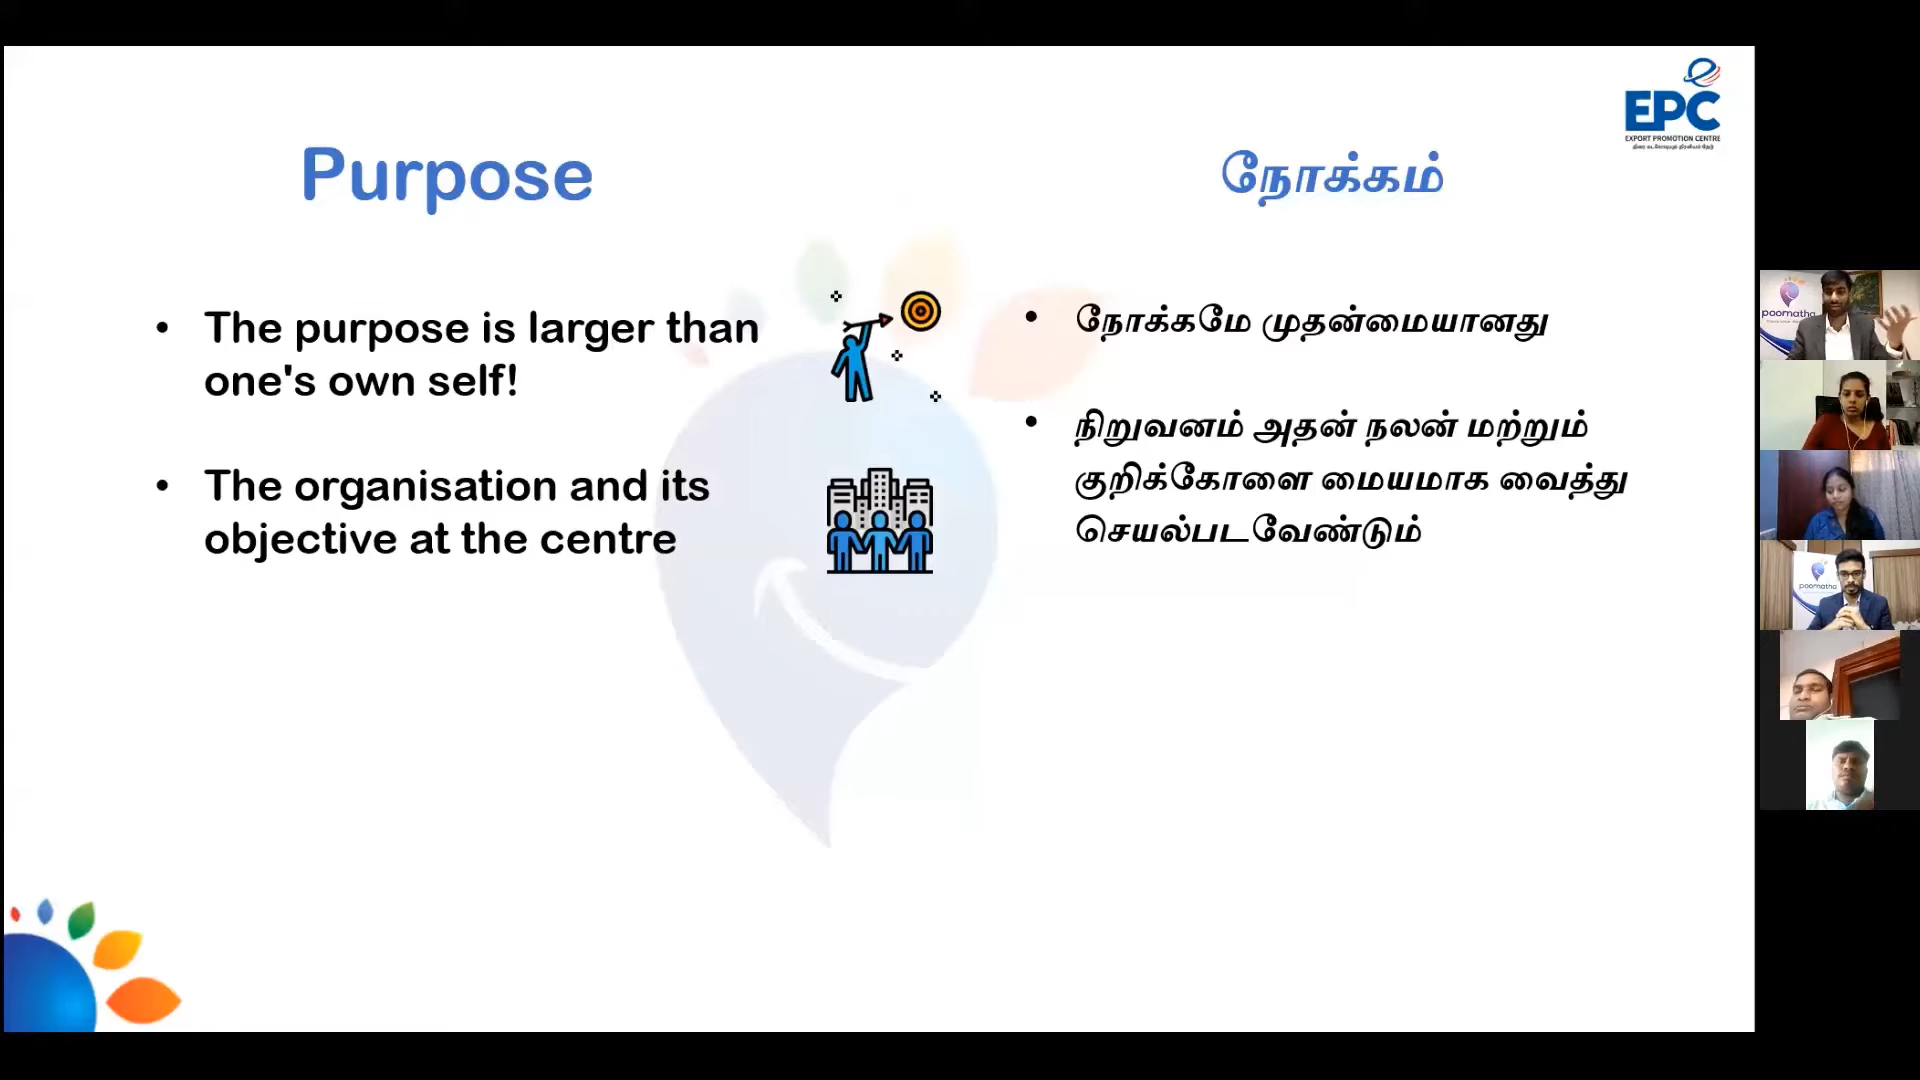 EPC
EXPORT PROMOTION CENTRE
Purpose
The purpose is larger than
one's own self!
The organisation and its
objective at the centre
நோக்கம்
நோக்கமே முதன்மையானது
நிறுவனம் அதன் நலன் மற்றும்
குறிக்கோளை மையமாக வைத்து
செயல்படவேண்டும்
poomatha
poomatha